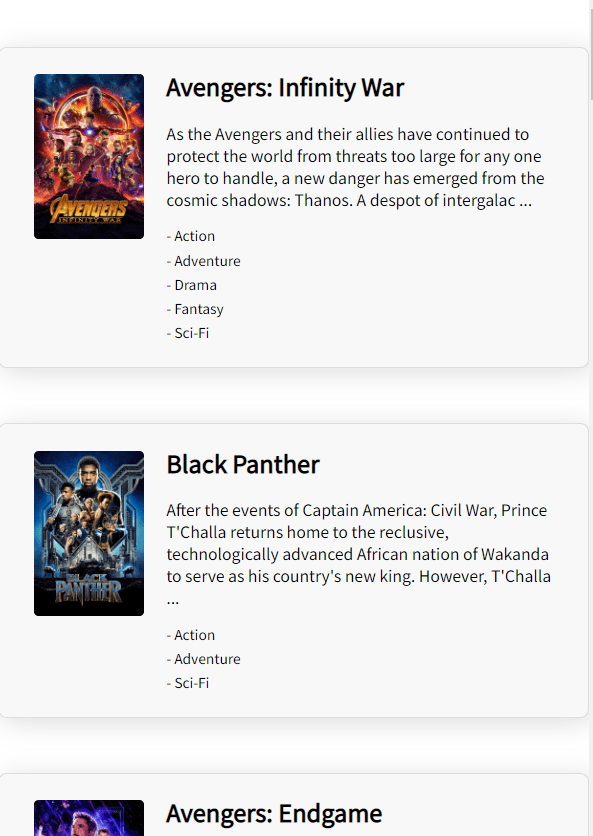 Avengers: Infinity War
As the Avengers and their allies have continued to
protect the world from threats too large for any one
hero to handle, a new danger has emerged from the
cosmic shadows: Thanos. A despot of intergalac ...
- Action
- Adventure
- Drama
- Fantasy
- Sci-Fi
AVENGERS
INFINITY WAR
Black Panther
After the events of Captain America: Civil War, Prince
T'Challa returns home to the reclusive,
technologically advanced African nation of Wakanda
to serve as his country's new king. However, T'Challa
...
- Action
- Adventure
- Sci-Fi
BLACK
PANTHER
Avengers: Endgame